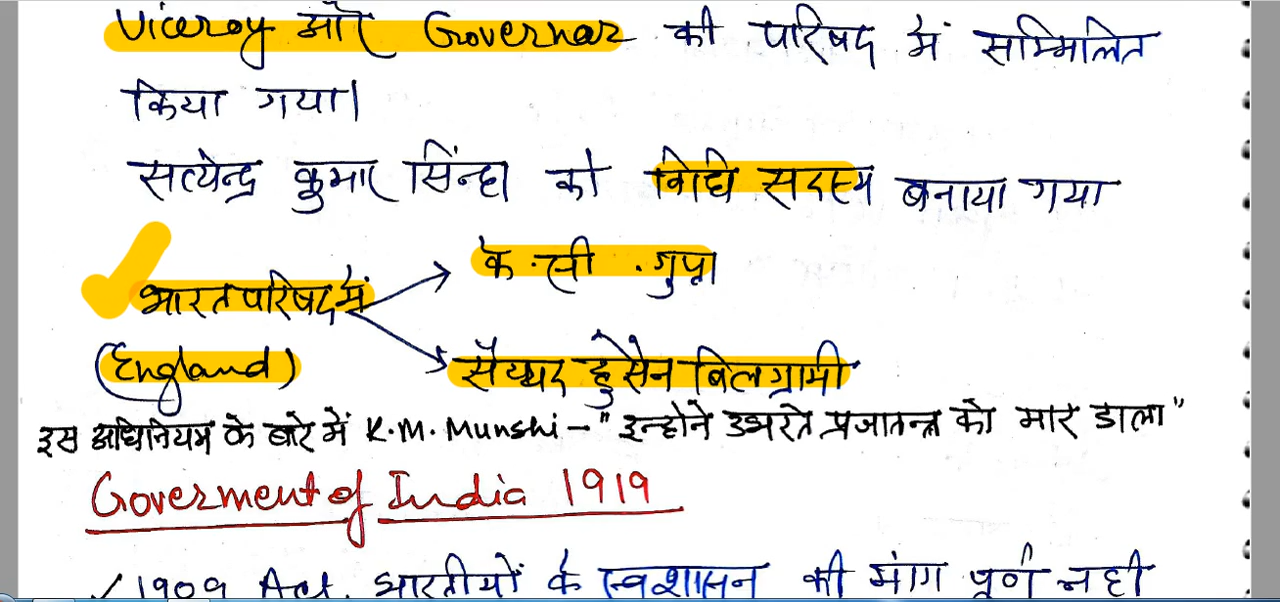 Viceroy और Governar की परिषद में सम्मिलित
किया गया।
सत्येन्द्र कुमार सिंन्हा को विधि सदस्य बनाया गया
के.सी.गुप्ता
भारत परिषद में
(England)
सैय्यद हुसैन बिलग्रामी
इस अधिनियम के बारे में K.M.Munshi - "इन्होने उभरते प्रजातन्त्र को मार डाला"
Goverment of India 1919
1909 Act, भारतीयों के स्वशासन की मांग पूर्ण नही